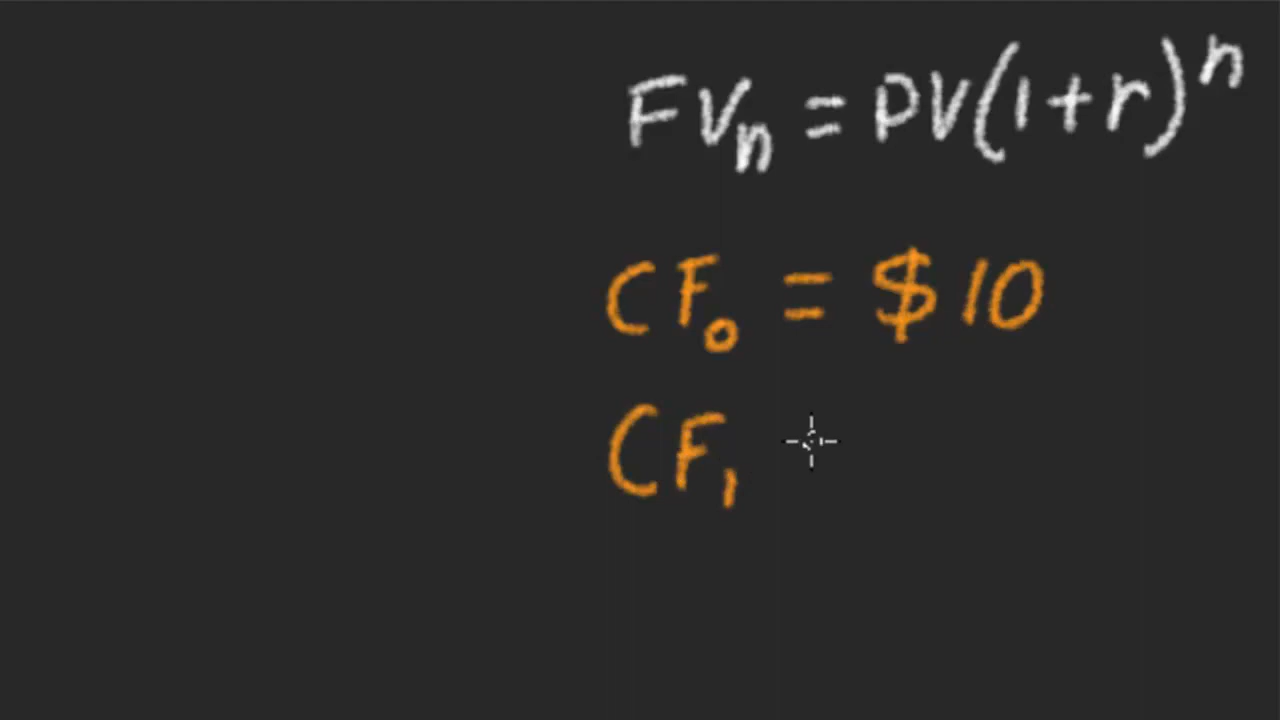 FVₙ = PV(1+r)ⁿ
CF₀ = $10
CF₁